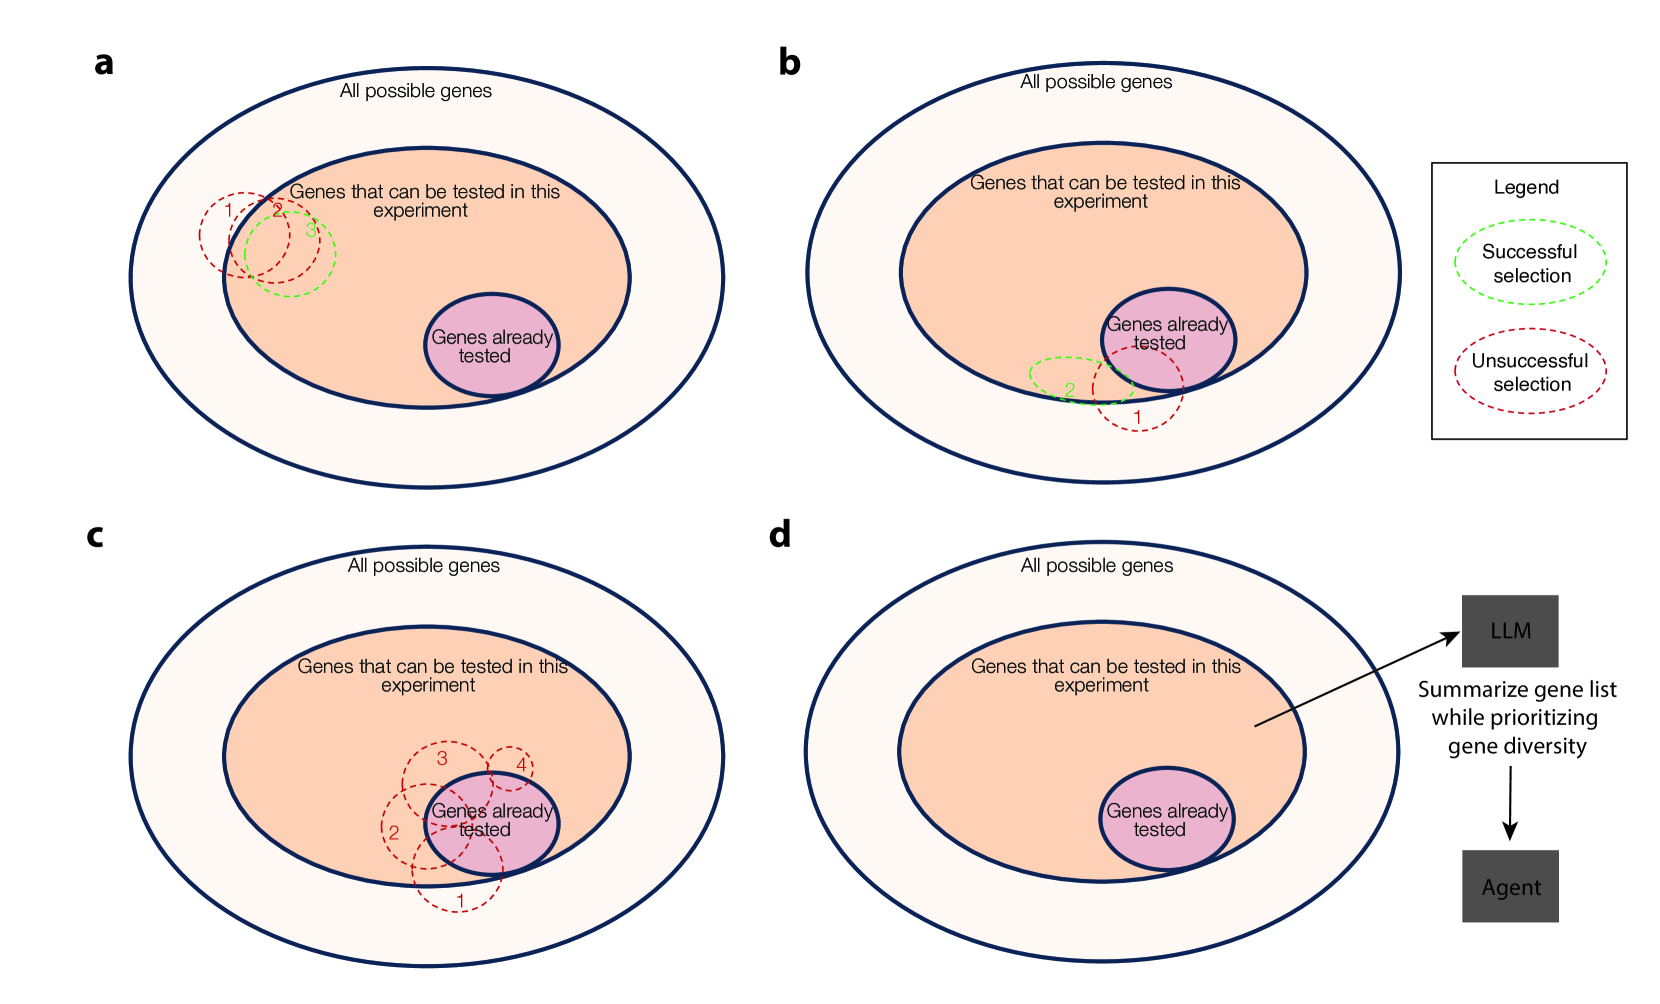 a
All possible genes
Genes that can be tested in this
experiment
1
2
3
Genes already
tested
b
All possible genes
Genes that can be tested in this
experiment
Genes already
tested
2
1
Legend
Successful
selection
Unsuccessful
selection
c
All possible genes
Genes that can be tested in this
experiment
3
4
Genes already
tested
2
1
d
All possible genes
Genes that can be tested in this
experiment
Genes already
tested
LLM
Summarize gene list
while prioritizing
gene diversity
Agent